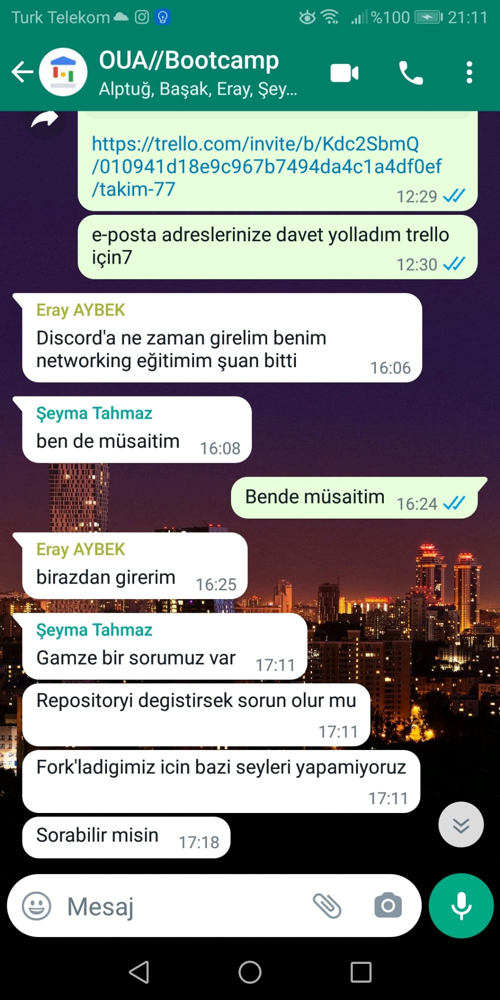 Turk Telekom %100 21:11
OUA//Bootcamp
Alptuğ, Başak, Eray, Şey...
https://trello.com/invite/b/Kdc2SbmQ
/010941d18e9c967b7494da4c1a4df0ef
/takim-77
12:29
e-posta adreslerinize davet yolladım trello
için7
12:30
Eray AYBEK
Discord'a ne zaman girelim benim
networking eğitimim şuan bitti
16:06
Şeyma Tahmaz
ben de müsaitim 16:08
Bende müsaitim 16:24
Eray AYBEK
birazdan girerim 16:25
Şeyma Tahmaz
Gamze bir sorumuz var 17:11
Repositoryi degistirsek sorun olur mu
17:11
Fork'ladigimiz icin bazi seyleri yapamiyoruz
17:11
Sorabilir misin 17:18
Mesaj